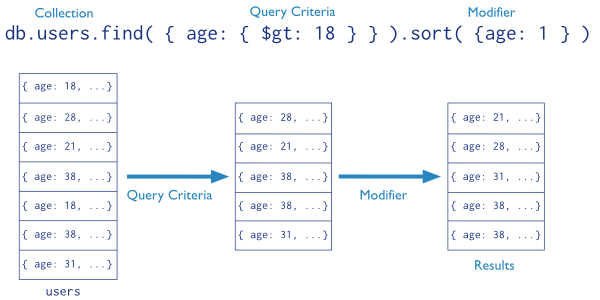 Collection Query Criteria Modifier
db.users.find( { age: { $gt: 18 } } ).sort( {age: 1 } )
{ age: 18, ...}
{ age: 28, ...}
{ age: 21, ...}
{ age: 38, ...}
{ age: 18, ...}
{ age: 38, ...}
{ age: 31, ...}
users
Query Criteria
{ age: 28, ...}
{ age: 21, ...}
{ age: 38, ...}
{ age: 38, ...}
{ age: 31, ...}
Modifier
{ age: 21, ...}
{ age: 28, ...}
{ age: 31, ...}
{ age: 38, ...}
{ age: 38, ...}
Results